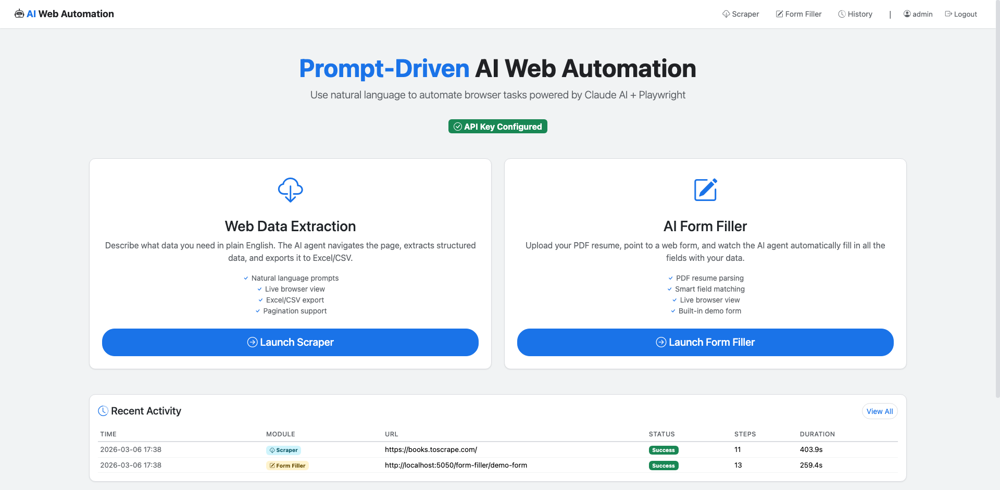 AI Web Automation
Scraper Form Filler History | admin Logout
Prompt-Driven AI Web Automation
Use natural language to automate browser tasks powered by Claude AI + Playwright
API Key Configured
Web Data Extraction
Describe what data you need in plain English. The AI agent navigates the page, extracts structured
data, and exports it to Excel/CSV.
Natural language prompts
Live browser view
Excel/CSV export
Pagination support
Launch Scraper
AI Form Filler
Upload your PDF resume, point to a web form, and watch the AI agent automatically fill in all the
fields with your data.
PDF resume parsing
Smart field matching
Live browser view
Built-in demo form
Launch Form Filler
Recent Activity
View All
TIME MODULE URL STATUS STEPS DURATION
2026-03-06 17:38 Scraper https://books.toscrape.com/ Success 11 403.9s
2026-03-06 17:38 Form Filler http://localhost:5050/form-filler/demo-form Success 13 259.4s